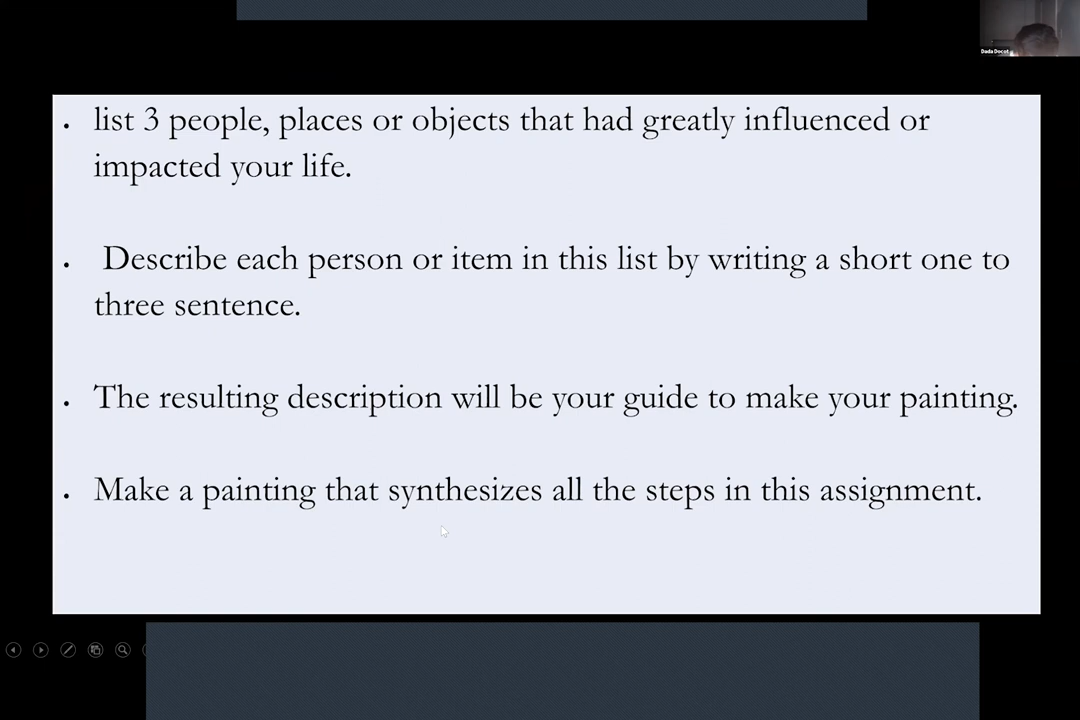 Dada Docot
• list 3 people, places or objects that had greatly influenced or
impacted your life.
• Describe each person or item in this list by writing a short one to
three sentence.
• The resulting description will be your guide to make your painting.
• Make a painting that synthesizes all the steps in this assignment.